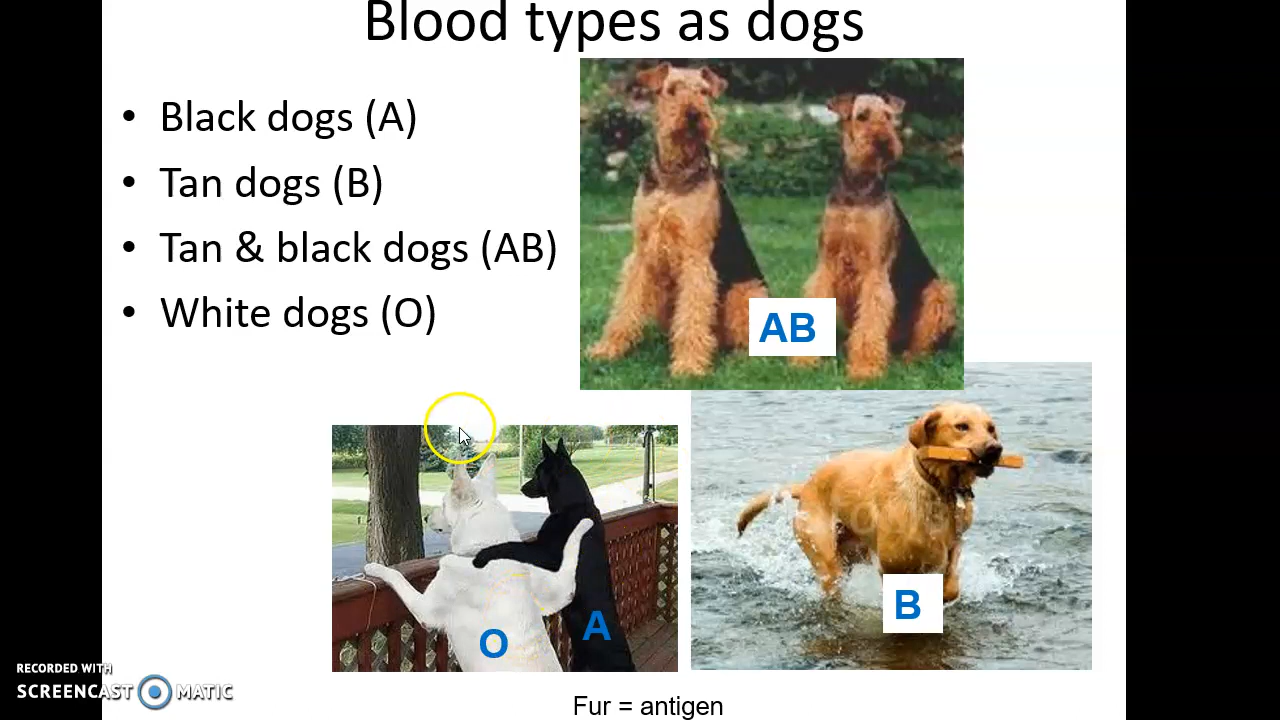 Blood types as dogs
• Black dogs (A)
• Tan dogs (B)
• Tan & black dogs (AB)
• White dogs (O)
AB
B
O
A
RECORDED WITH
SCREENCAST MATIC
Fur = antigen